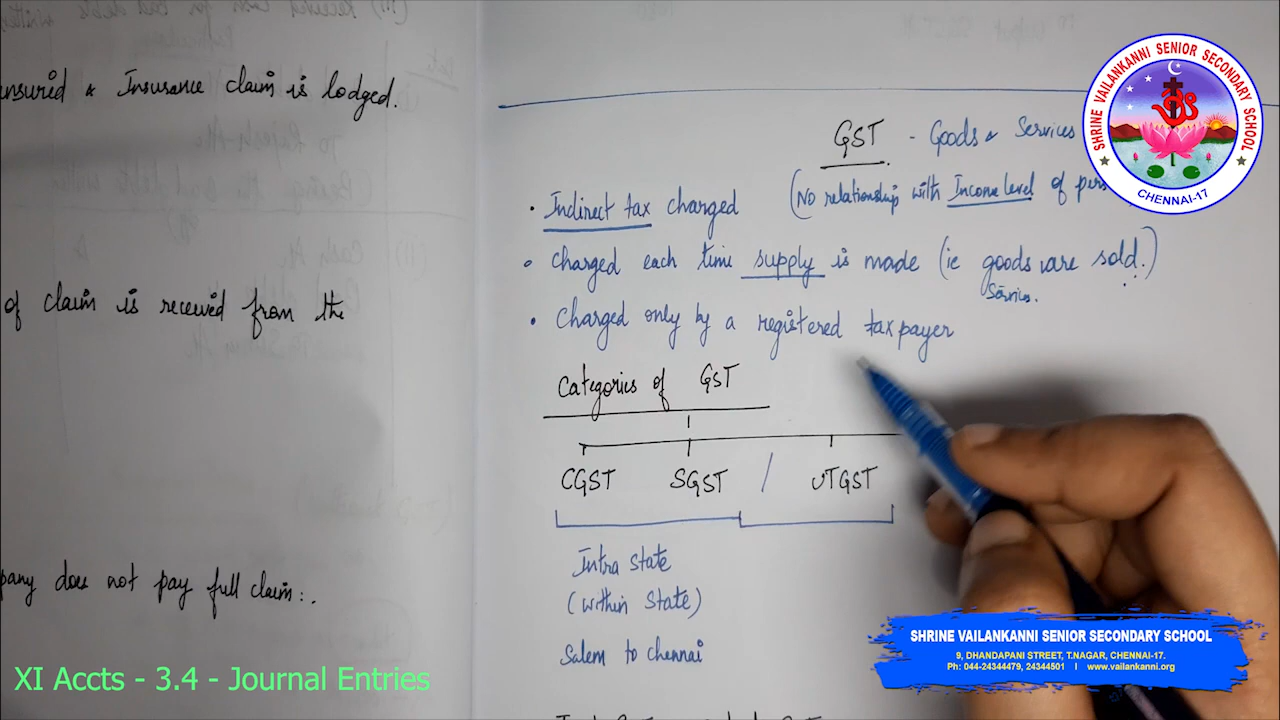 insured & Insurance claim is lodged.
of claim is received from the
pany does not pay full claim:.
GST - Goods & Services
(No relationship with Income level of pers
• Indirect tax charged
• Charged each time supply is made (ie goods are sold.)
Services.
• Charged only by a registered tax payer
Categories of GST
CGST SGST / UTGST
Intra State
(within State)
Salem to Chennai
SHRINE VAILANKANNI SENIOR SECONDARY SCHOOL
CHENNAI-17
SHRINE VAILANKANNI SENIOR SECONDARY SCHOOL
9, DHANDAPANI STREET, T.NAGAR, CHENNAI-17.
Ph: 044-24344479, 24344501 I www.vailankanni.org
XI Accts - 3.4 - Journal Entries